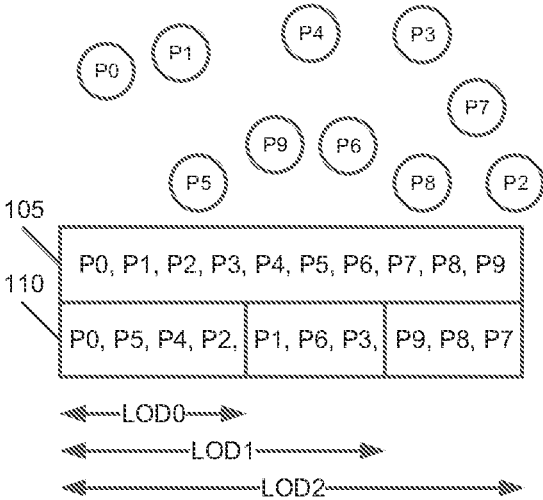 P4 P3
P0 P1
P7
P9 P6
P5 P8 P2
105
P0, P1, P2, P3, P4, P5, P6, P7, P8, P9
110
P0, P5, P4, P2, P1, P6, P3, P9, P8, P7
LOD0
LOD1
LOD2